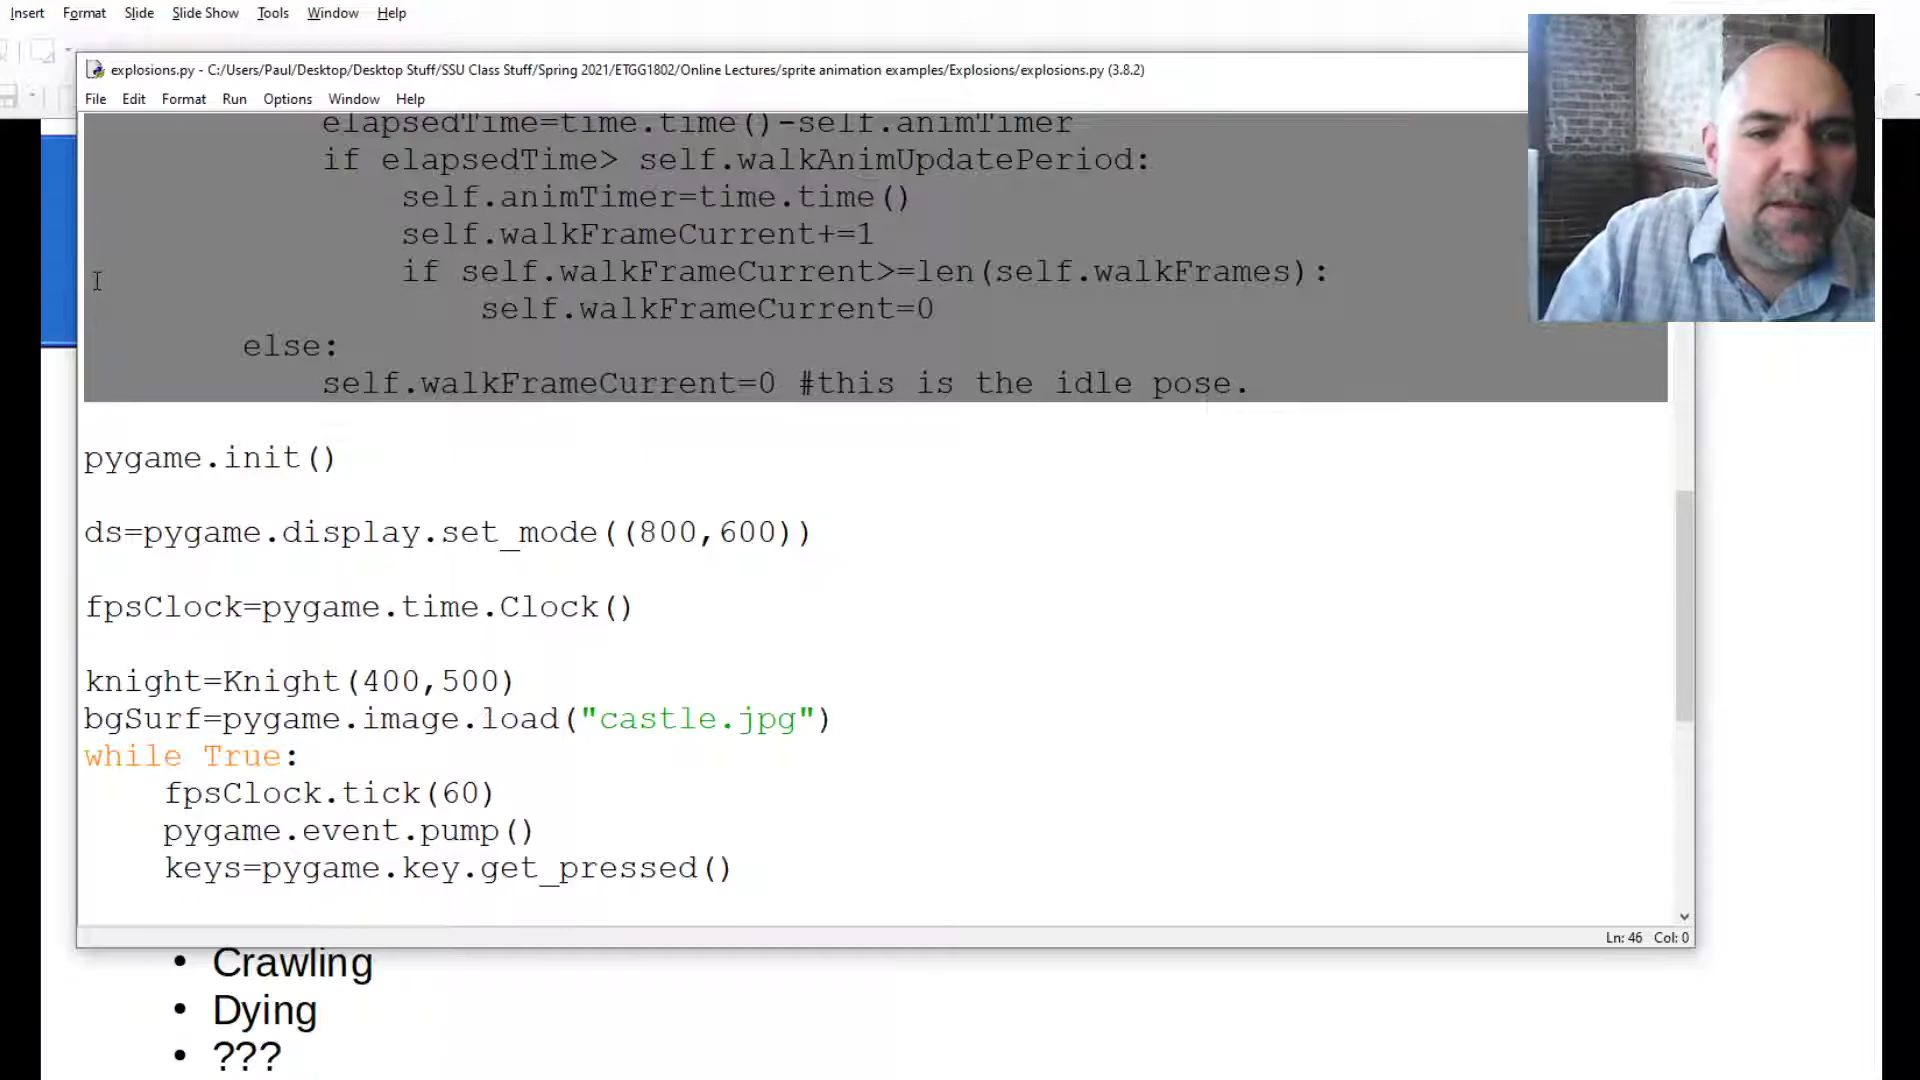 Insert Format Slide Slide Show Tools Window Help
explosions.py - C:/Users/Paul/Desktop/Desktop Stuff/SSU Class Stuff/Spring 2021/ETGG1802/Online Lectures/sprite animation examples/Explosions/explosions.py (3.8.2)
File Edit Format Run Options Window Help
elapsedTime=time.time()-self.animTimer
if elapsedTime> self.walkAnimUpdatePeriod:
self.animTimer=time.time()
self.walkFrameCurrent+=1
if self.walkFrameCurrent>=len(self.walkFrames):
self.walkFrameCurrent=0
else:
self.walkFrameCurrent=0 #this is the idle pose.
pygame.init()
ds=pygame.display.set_mode((800,600))
fpsClock=pygame.time.Clock()
knight=Knight(400,500)
bgSurf=pygame.image.load("castle.jpg")
while True:
fpsClock.tick(60)
pygame.event.pump()
keys=pygame.key.get_pressed()
Ln: 46 Col: 0
• Crawling
• Dying
• ???